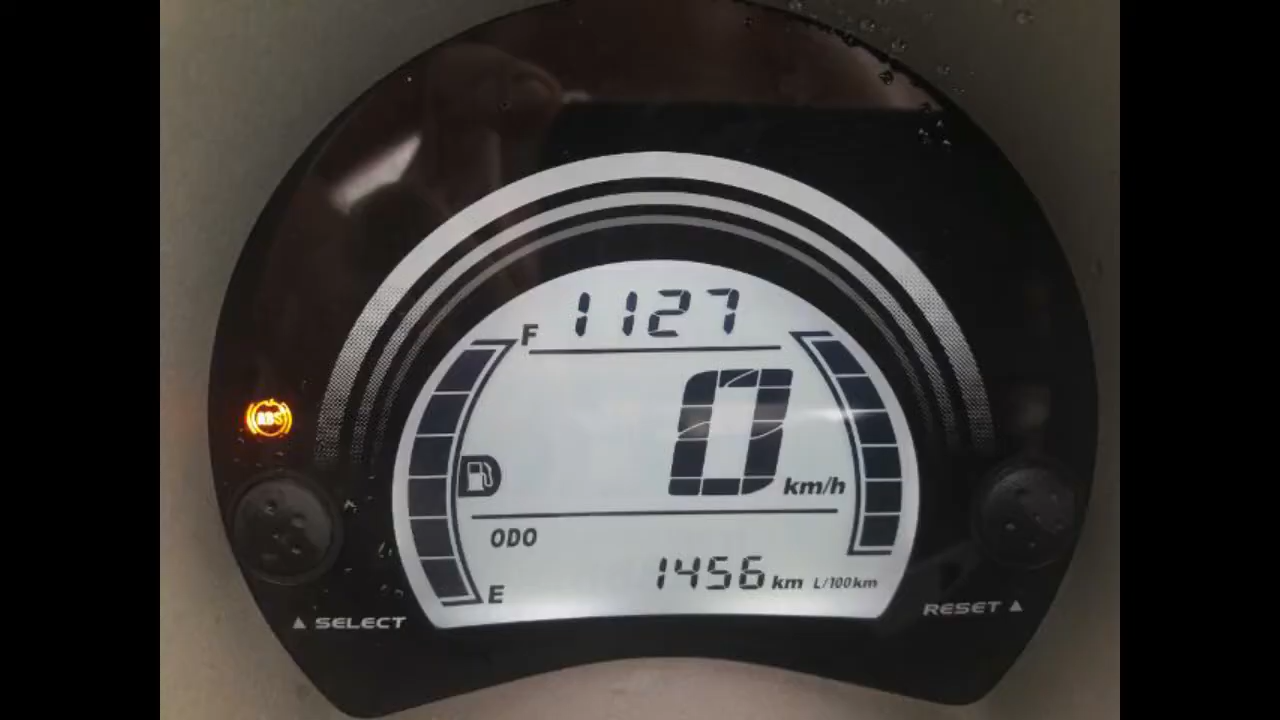 1127
F
0 km/h
ABS
ODO
1456 km L/100km
E
▲ SELECT
RESET ▲